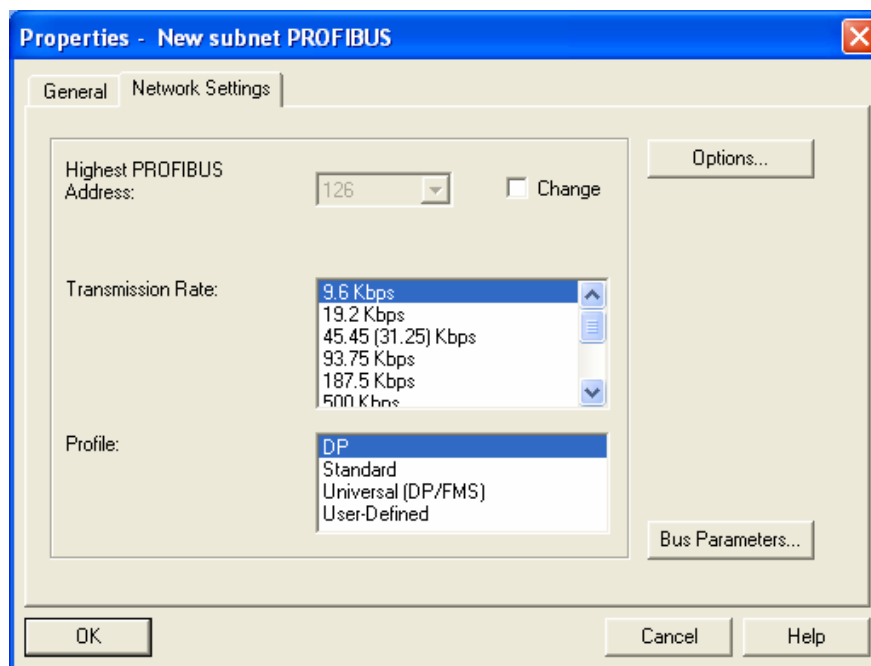 Properties - New subnet PROFIBUS
General
Network Settings
Highest PROFIBUS
Address:
126
Change
Options...
Transmission Rate:
9.6 Kbps
19.2 Kbps
45.45 (31.25) Kbps
93.75 Kbps
187.5 Kbps
500 Kbps
Profile:
DP
Standard
Universal (DP/FMS)
User-Defined
Bus Parameters...
OK
Cancel
Help